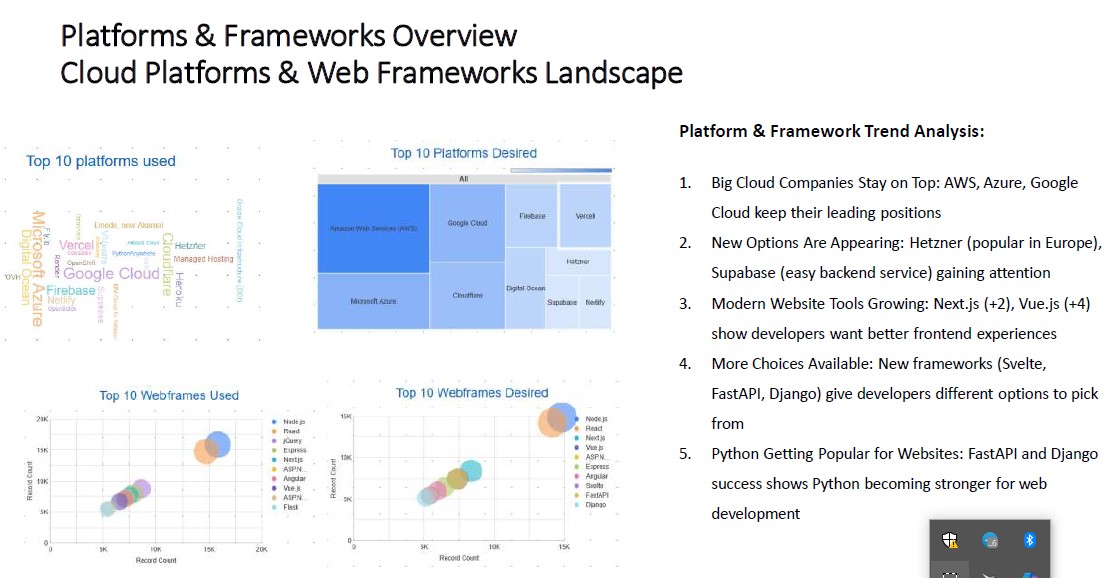 Platforms & Frameworks Overview
Cloud Platforms & Web Frameworks Landscape
Top 10 platforms used
Microsoft Azure
Digital Ocean
Fly.io
OVH
Render
Vercel
OpenShift
Firebase
Netlify
OpenStack
Linode, now Akamai
Alibaba Cloud
PythonAnywhere
Google Cloud
Supabase
Cloudflare
Heroku
Hetzner
Managed Hosting
Oracle Cloud Infrastructure (OCI)
Top 10 Platforms Desired
All
Amazon Web Services (AWS)
Microsoft Azure
Google Cloud
Cloudflare
Firebase
Vercel
Digital Ocean
Hetzner
Supabase
Netlify
Top 10 Webframes Used
Record Count
20K
15K
10K
5K
0
0
5K
10K
15K
20K
Record Count
Node.js
React
jQuery
Express
Next.js
ASP.N...
Angular
Vue.js
ASP.N...
Flask
Top 10 Webframes Desired
Record Count
15K
10K
5K
0
0
5K
10K
15K
Record Count
Node.js
React
Next.js
Vue.js
ASP.N...
Express
Angular
Svelte
FastAPI
Django
Platform & Framework Trend Analysis:
1. Big Cloud Companies Stay on Top: AWS, Azure, Google
Cloud keep their leading positions
2. New Options Are Appearing: Hetzner (popular in Europe),
Supabase (easy backend service) gaining attention
3. Modern Website Tools Growing: Next.js (+2), Vue.js (+4)
show developers want better frontend experiences
4. More Choices Available: New frameworks (Svelte,
FastAPI, Django) give developers different options to pick
from
5. Python Getting Popular for Websites: FastAPI and Django
success shows Python becoming stronger for web
development